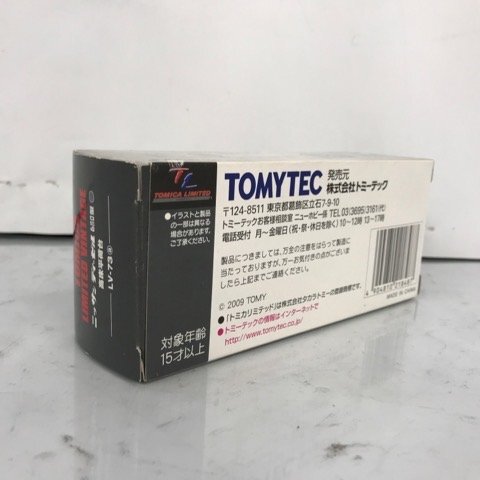 TL
TOMICA LIMITED
●イラストと製品
の一部は異なる
場合があります。
ご了承ください。
対象年齢
15才以上
LV-73ⓐ
TOMYTEC 発売元 株式会社トミーテック
〒124-8511 東京都葛飾区立石7-9-10
トミーテックお客様相談室 ニューホビー係 TEL 03(3695)3161(代)
電話受付 月〜金曜日(祝・祭・休日を除く) 10〜12時 13〜17時
製品につきましては、万全の注意をはらって製造に
当たっておりますが、万一お気付きの点がございま
したら上記までご連絡ください。
© 2009 TOMY
●「トミカリミテッド」は株式会社タカラトミーの登録商標です。
●トミーテックの情報はインターネットで
http://www.tomytec.co.jp/
MADE IN CHINA